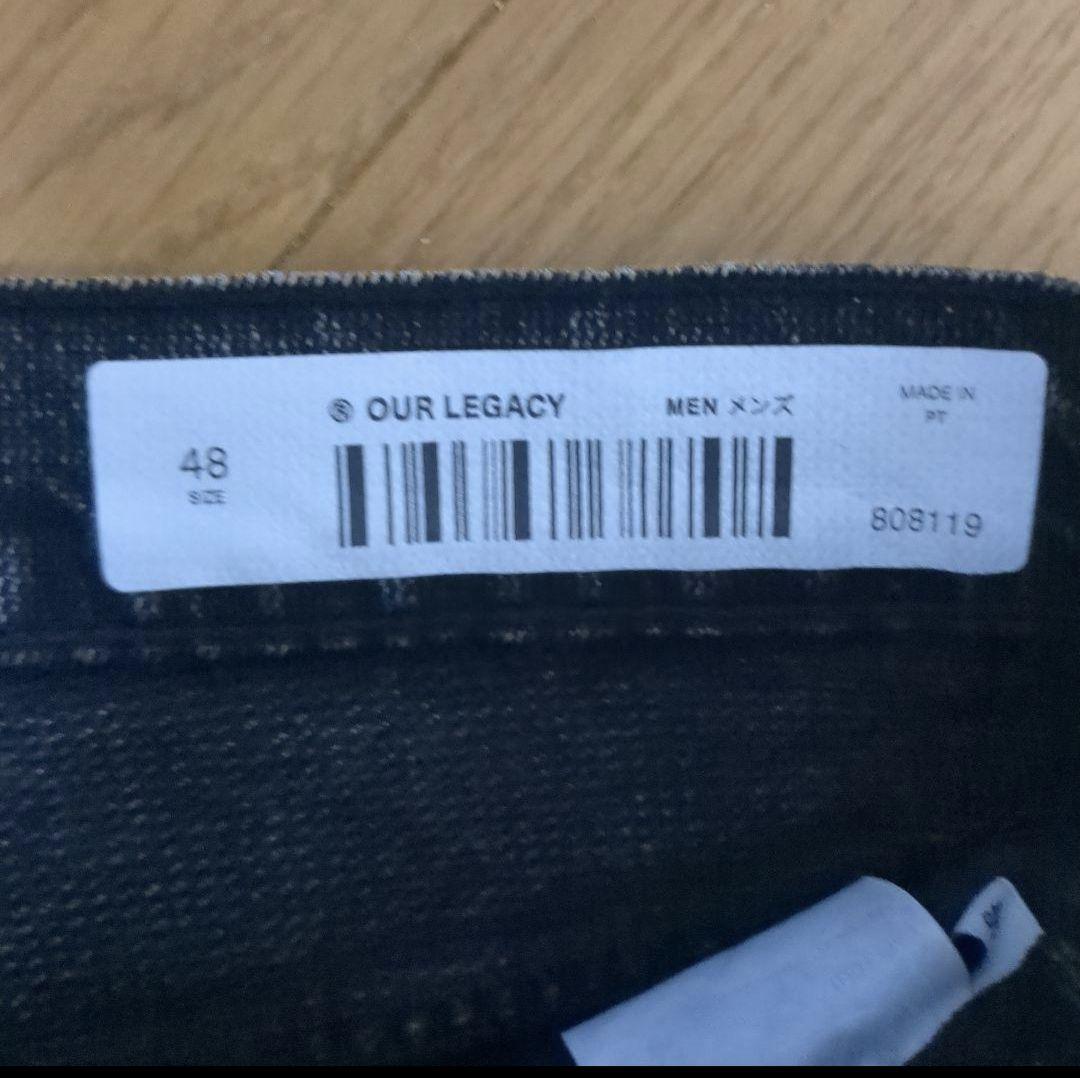 ® OUR LEGACY
MEN メンズ
MADE IN
PT
48
SIZE
808119